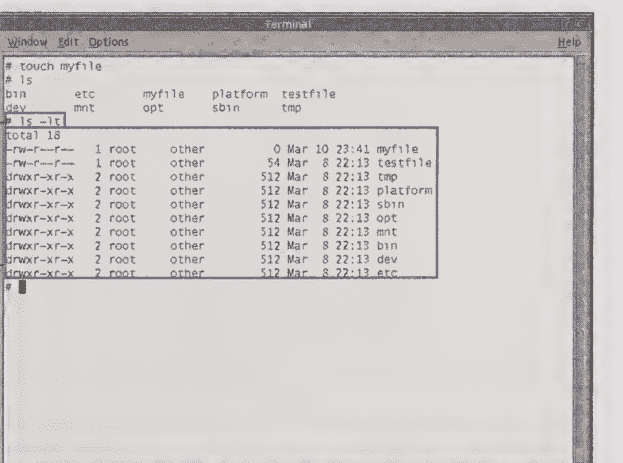 Terminal
Window Edit Options Help
# touch myfile
# ls
bin etc myfile platform testfile
dev mnt opt sbin tmp
# ls -lt
total 18
-rw-r--r-- 1 root other 0 Mar 10 23:41 myfile
-rw-r--r-- 1 root other 54 Mar 8 22:13 testfile
drwxr-xr-x 2 root other 512 Mar 8 22:13 tmp
drwxr-xr-x 2 root other 512 Mar 8 22:13 platform
drwxr-xr-x 2 root other 512 Mar 8 22:13 sbin
drwxr-xr-x 2 root other 512 Mar 8 22:13 opt
drwxr-xr-x 2 root other 512 Mar 8 22:13 mnt
drwxr-xr-x 2 root other 512 Mar 8 22:13 bin
drwxr-xr-x 2 root other 512 Mar 8 22:13 dev
drwxr-xr-x 2 root other 512 Mar 8 22:13 etc
#